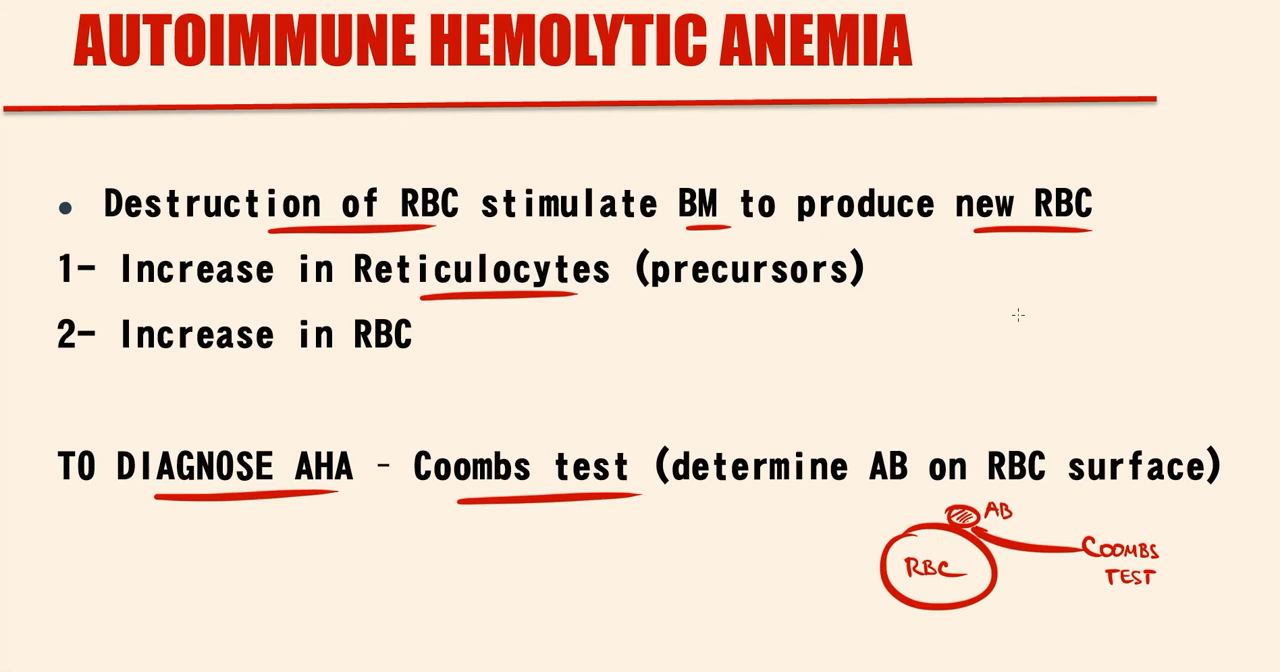 AUTOIMMUNE HEMOLYTIC ANEMIA
• Destruction of RBC stimulate BM to produce new RBC
1- Increase in Reticulocytes (precursors)
2- Increase in RBC
TO DIAGNOSE AHA - Coombs test (determine AB on RBC surface)
AB
RBC
COOMBS
TEST